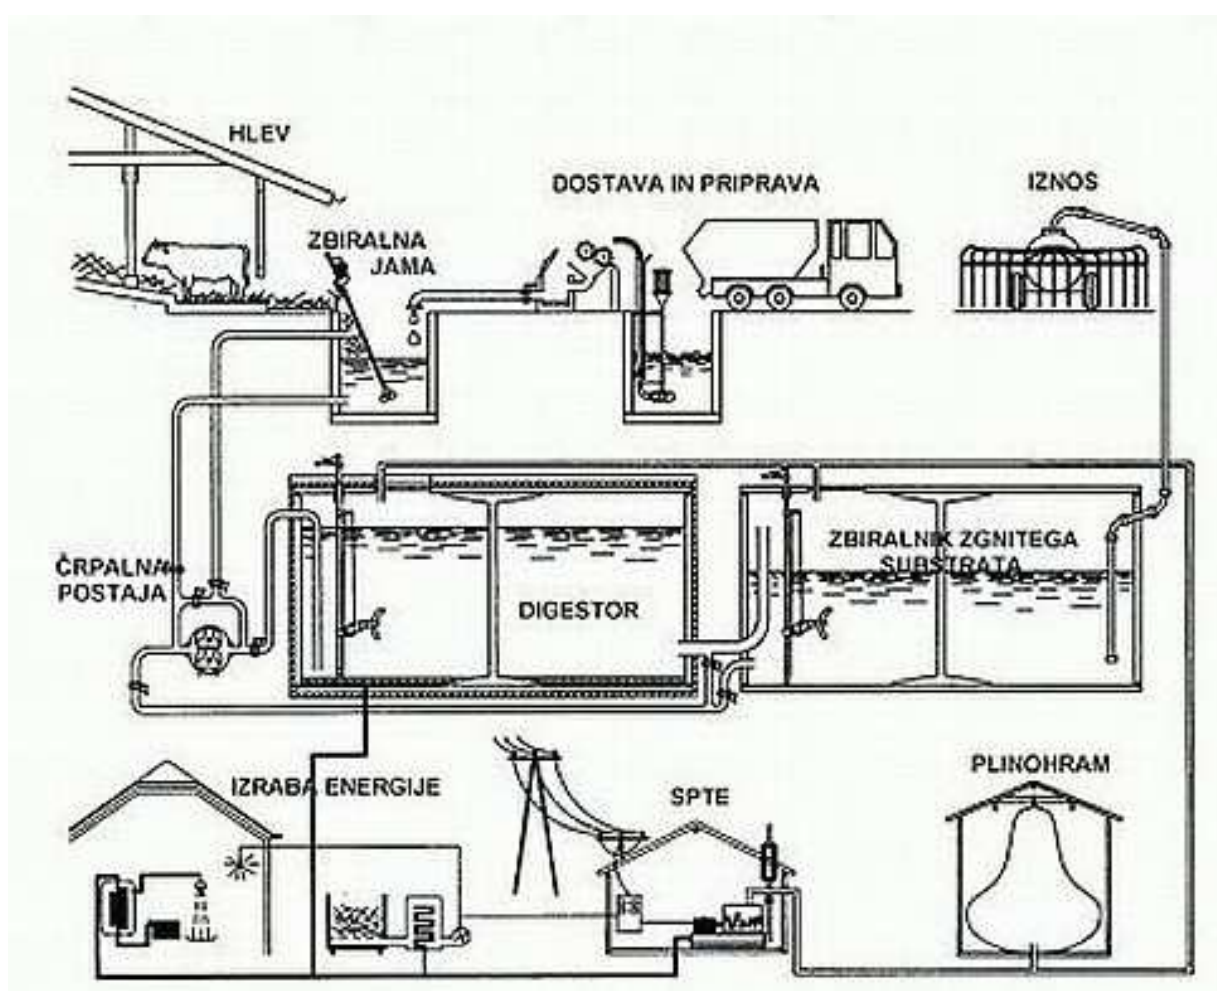 HLEV
DOSTAVA IN PRIPRAVA
IZNOS
ZBIRALNA
JAMA
ČRPALNA
POSTAJA
DIGESTOR
ZBIRALNIK ZGNITEGA
SUBSTRATA
IZRABA ENERGIJE
SPTE
PLINOHRAM